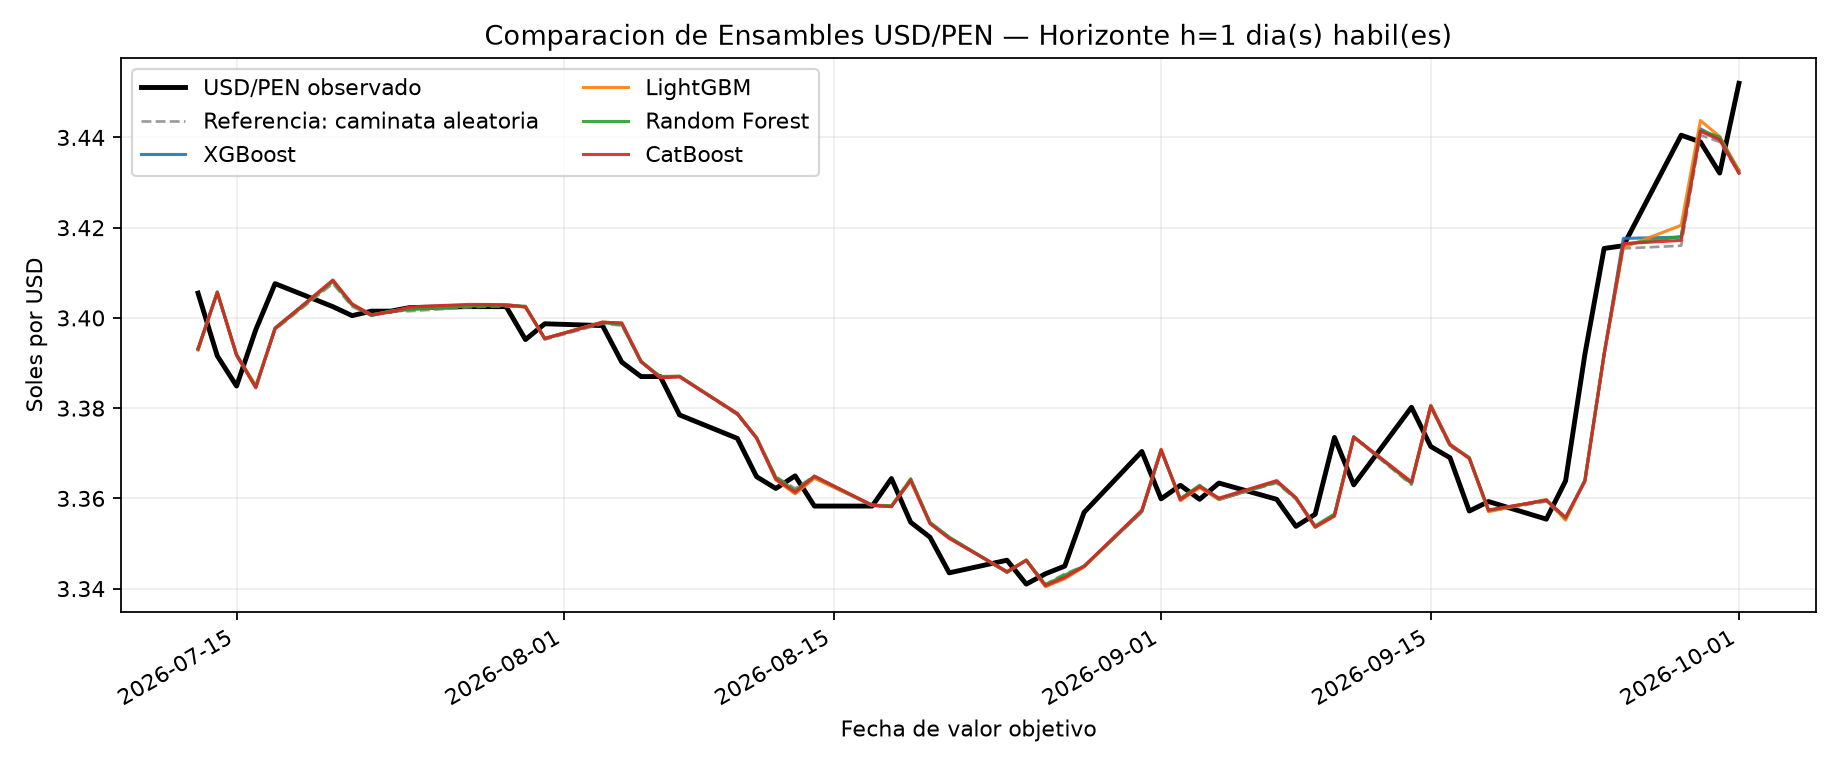 Comparacion de Ensambles USD/PEN — Horizonte h=1 dia(s) habil(es)
USD/PEN observado
Referencia: caminata aleatoria
XGBoost
LightGBM
Random Forest
CatBoost
Soles por USD
3.44
3.42
3.40
3.38
3.36
3.34
2026-07-15
2026-08-01
2026-08-15
2026-09-01
2026-09-15
2026-10-01
Fecha de valor objetivo